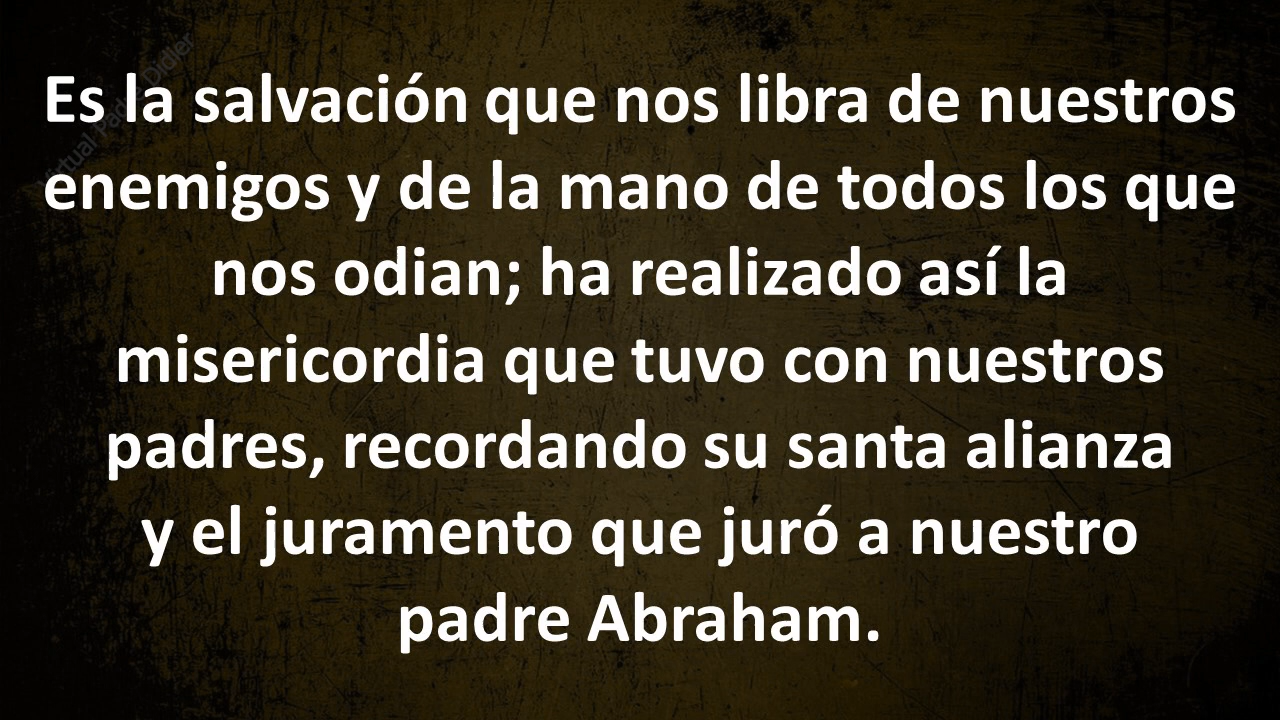 Es la salvación que nos libra de nuestros
enemigos y de la mano de todos los que
nos odian; ha realizado así la
misericordia que tuvo con nuestros
padres, recordando su santa alianza
y el juramento que juró a nuestro
padre Abraham.